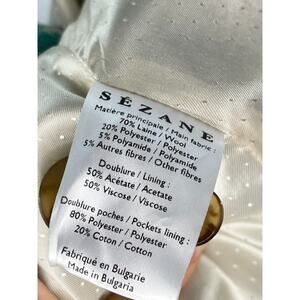 SÉZANE
Matière principale / Main fabric :
70% Laine / Wool
20% Polyester / Polyester
5% Polyamide / Polyamide
5% Autres fibres / Other fibres
Doublure / Lining :
50% Acétate / Acetate
50% Viscose / Viscose
Doublure poches / Pockets lining :
80% Polyester / Polyester
20% Coton / Cotton
Fabriqué en Bulgarie
Made in Bulgaria